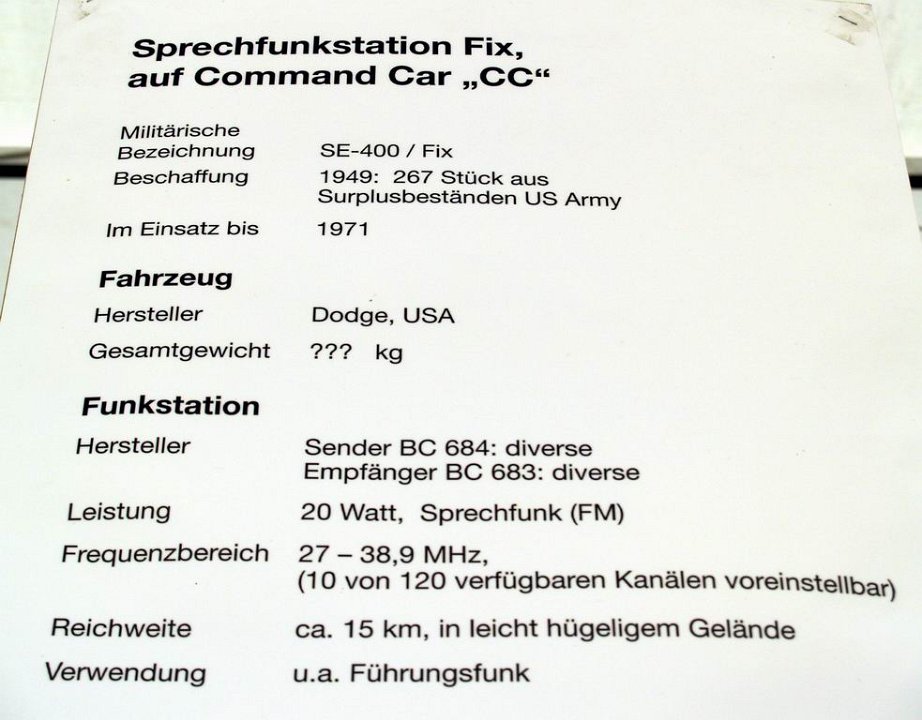 Sprechfunkstation Fix,
auf Command Car „CC“
Militärische
Bezeichnung SE-400 / Fix
Beschaffung 1949: 267 Stück aus
Surplusbeständen US Army
Im Einsatz bis 1971
Fahrzeug
Hersteller Dodge, USA
Gesamtgewicht ??? kg
Funkstation
Hersteller Sender BC 684: diverse
Empfänger BC 683: diverse
Leistung 20 Watt, Sprechfunk (FM)
Frequenzbereich 27 – 38,9 MHz,
(10 von 120 verfügbaren Kanälen voreinstellbar)
Reichweite ca. 15 km, in leicht hügeligem Gelände
Verwendung u.a. Führungsfunk